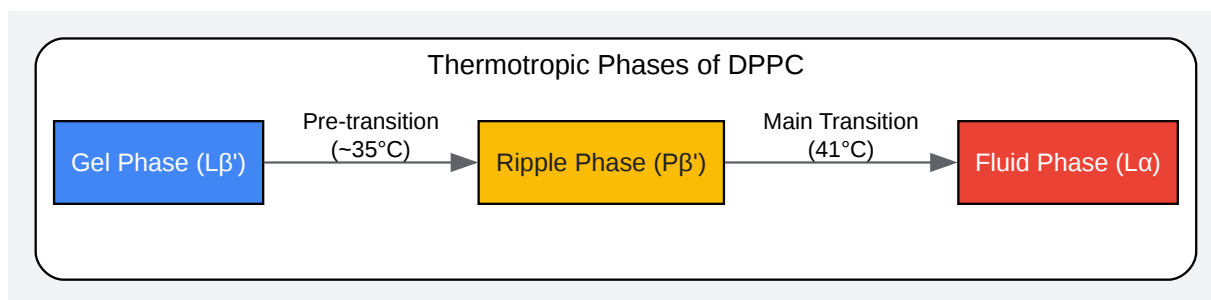 Thermotropic Phases of DPPC
Gel Phase (Lβ')
Pre-transition
(~35°C)
Ripple Phase (Pβ')
Main Transition
(41°C)
Fluid Phase (Lα)